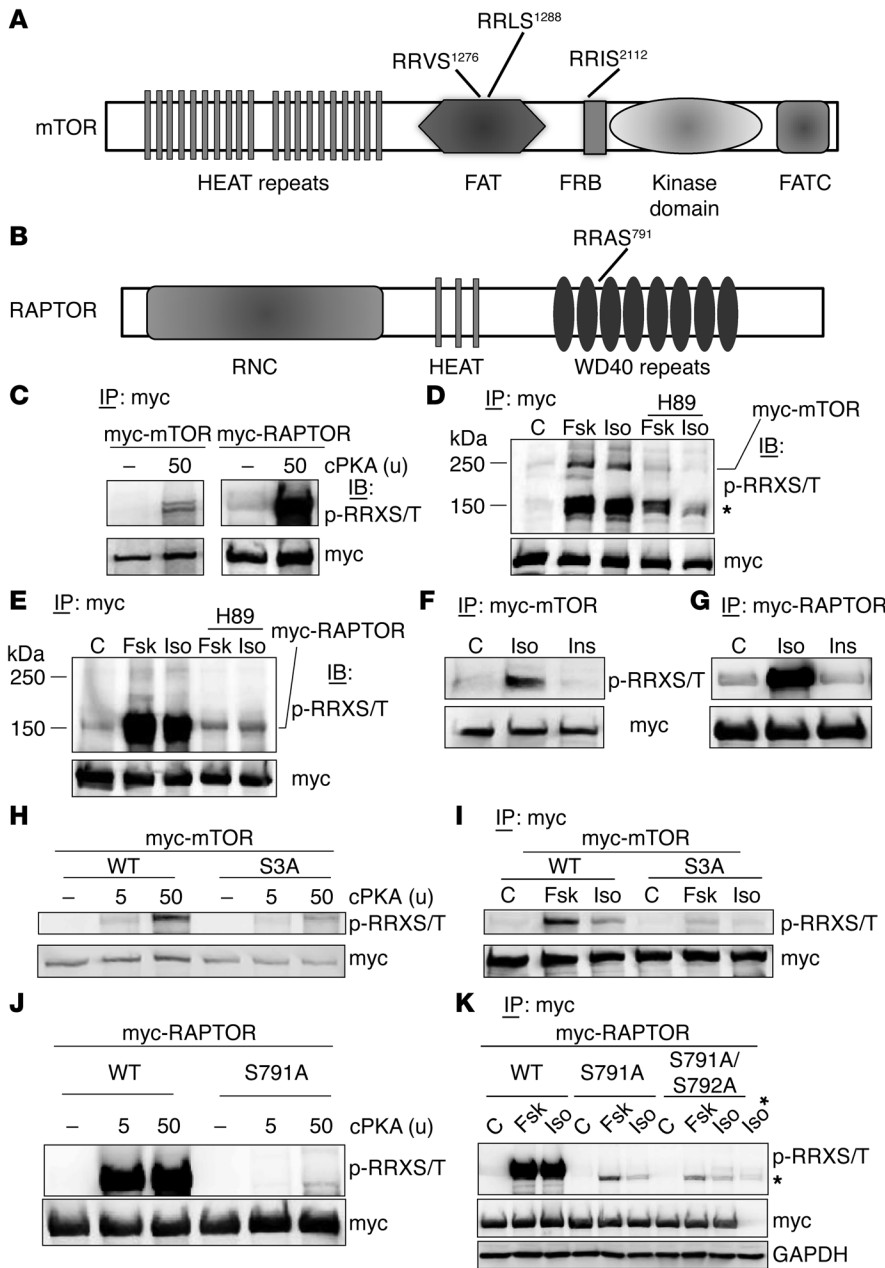 A
RRLS1288
RRVS1276
RRIS2112
mTOR
HEAT repeats
FAT
FRB
Kinase
domain
FATC
B
RRAS791
RAPTOR
RNC
HEAT
WD40 repeats
C
IP: myc
myc-mTOR myc-RAPTOR
– 50 – 50 cPKA (u)
IB:
p-RRXS/T
myc
D
IP: myc
H89
C Fsk Iso Fsk Iso
myc-mTOR
kDa
IB:
250
p-RRXS/T
150
*
myc
E
IP: myc
H89
C Fsk Iso Fsk Iso
myc-RAPTOR
kDa
IB:
250
p-RRXS/T
150
myc
F
IP: myc-mTOR
C Iso Ins
p-RRXS/T
myc
G
IP: myc-RAPTOR
C Iso Ins
H
myc-mTOR
WT S3A
– 5 50 – 5 50 cPKA (u)
p-RRXS/T
myc
I
IP: myc
myc-mTOR
WT S3A
C Fsk Iso C Fsk Iso
p-RRXS/T
myc
J
myc-RAPTOR
WT S791A
– 5 50 – 5 50 cPKA (u)
p-RRXS/T
myc
K
IP: myc
myc-RAPTOR
WT S791A S791A/
S792A
C Fsk Iso C Fsk Iso C Fsk Iso Iso*
p-RRXS/T
*
myc
GAPDH